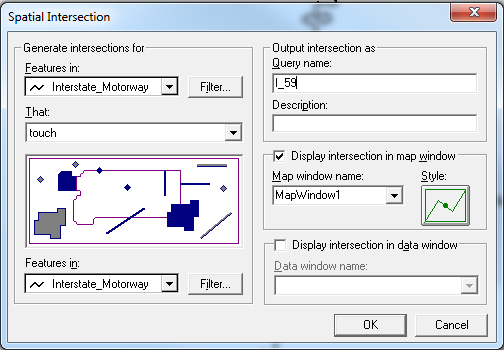 Spatial Intersection
Generate intersections for
Features in:
Interstate_Motorway
Filter...
That:
touch
Features in:
Interstate_Motorway
Filter...
Output intersection as
Query name:
I_59
Description:
Display intersection in map window
Map window name:
Style:
MapWindow1
Display intersection in data window
Data window name:
OK
Cancel